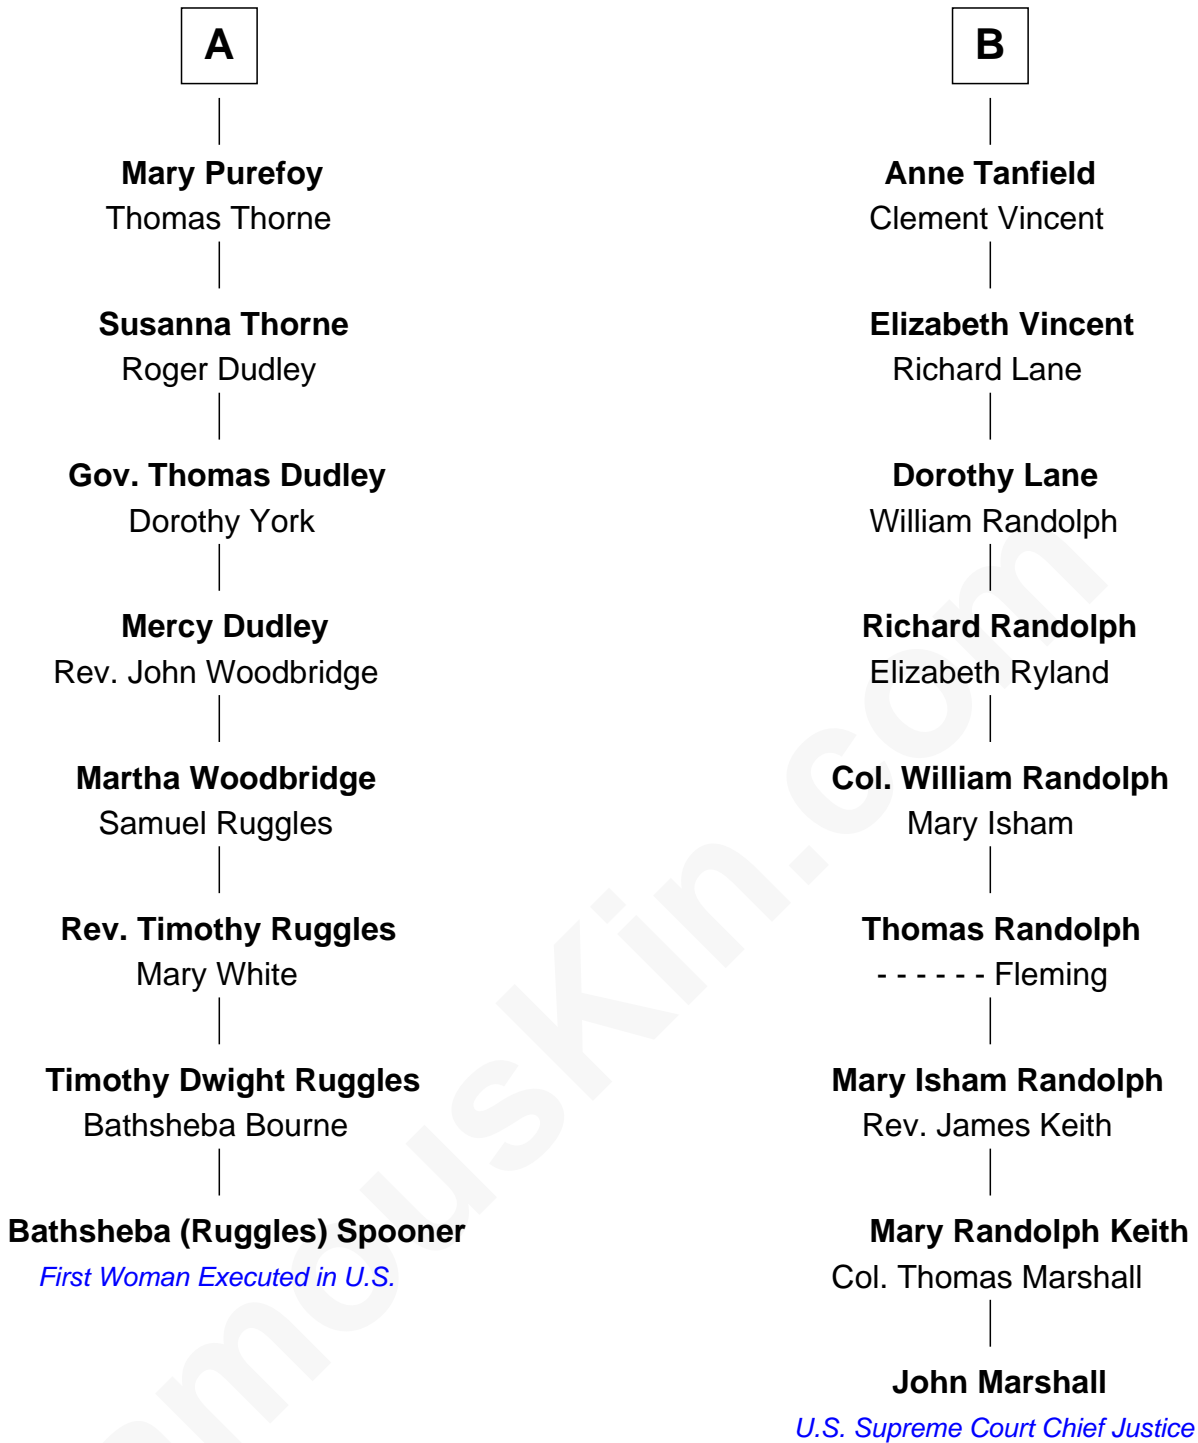 A
Mary Purefoy
Thomas Thorne
Susanna Thorne
Roger Dudley
Gov. Thomas Dudley
Dorothy York
Mercy Dudley
Rev. John Woodbridge
Martha Woodbridge
Samuel Ruggles
Rev. Timothy Ruggles
Mary White
Timothy Dwight Ruggles
Bathsheba Bourne
Bathsheba (Ruggles) Spooner
First Woman Executed in U.S.
B
Anne Tanfield
Clement Vincent
Elizabeth Vincent
Richard Lane
Dorothy Lane
William Randolph
Richard Randolph
Elizabeth Ryland
Col. William Randolph
Mary Isham
Thomas Randolph
- - - - - - Fleming
Mary Isham Randolph
Rev. James Keith
Mary Randolph Keith
Col. Thomas Marshall
John Marshall
U.S. Supreme Court Chief Justice
amouskin.com